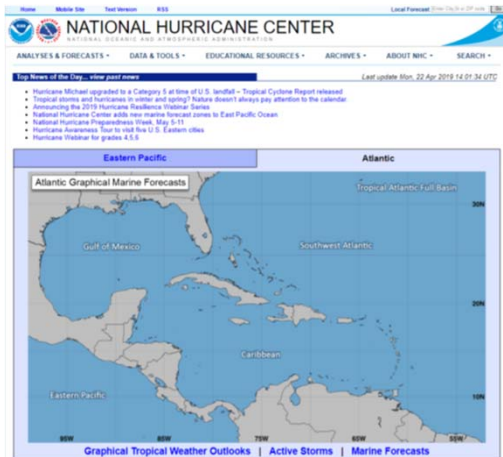 Home Mobile Site Text Version RSS Local Forecast
NATIONAL HURRICANE CENTER
NATIONAL OCEANIC AND ATMOSPHERIC ADMINISTRATION
ANALYSES & FORECASTS DATA & TOOLS EDUCATIONAL RESOURCES ARCHIVES ABOUT NHC SEARCH
Top News of the Day... view past news Last update Mon, 22 Apr 2019 14:01:34 UTC
Hurricane Michael upgraded to a Category 5 at time of U.S. landfall – Tropical Cyclone Report released
Tropical storms and hurricanes in winter and spring? Nature doesn't always pay attention to the calendar
Announcing the 2019 Hurricane Resilience Webinar Series
National Hurricane Center adds new marine forecast zones to East Pacific Ocean
National Hurricane Preparedness Week, May 5-11
Hurricane Awareness Tour to visit five U.S. Eastern cities
Hurricane Webinar for grades 4,5,6
Eastern Pacific Atlantic
Atlantic Graphical Marine Forecasts
Tropical Atlantic Full Basin
30N
Gulf of Mexico Southwest Atlantic
20N
Caribbean
Eastern Pacific
10N
95W 85W 75W 65W 55W
Graphical Tropical Weather Outlooks | Active Storms | Marine Forecasts